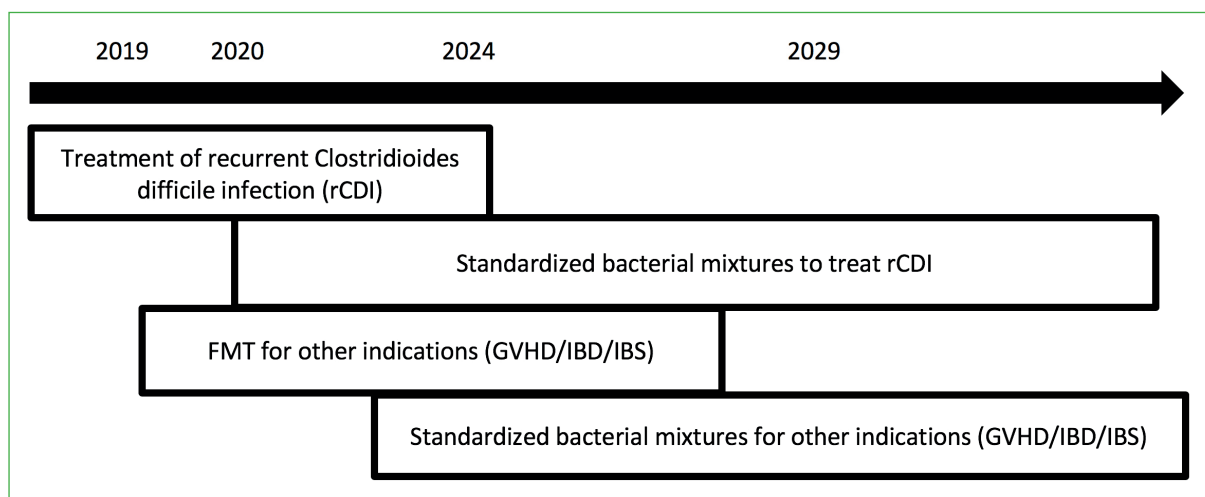 2019 2020 2024 2029
Treatment of recurrent Clostridioides
difficile infection (rCDI)
Standardized bacterial mixtures to treat rCDI
FMT for other indications (GVHD/IBD/IBS)
Standardized bacterial mixtures for other indications (GVHD/IBD/IBS)